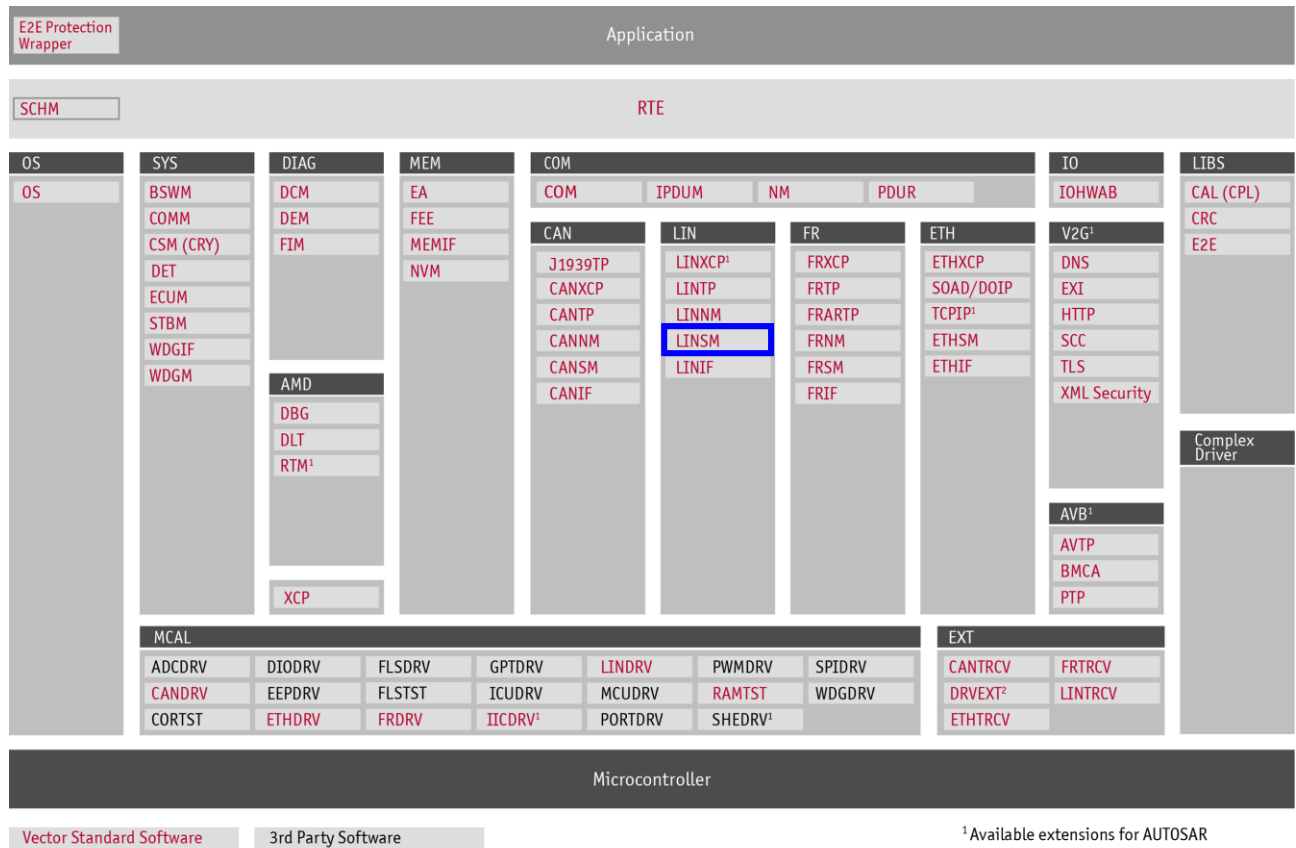 E2E Protection
Wrapper
Application
SCHM
RTE
OS
OS
SYS
BSWM
COMM
CSM (CRY)
DET
ECUM
STBM
WDGIF
WDGM
DIAG
DCM
DEM
FIM
AMD
DBG
DLT
RTM¹
XCP
MEM
EA
FEE
MEMIF
NVM
COM
COM IPDUM NM PDUR
CAN
J1939TP
CANXCP
CANTP
CANNM
CANSM
CANIF
LIN
LINXCP¹
LINTP
LINNM
LINSM
LINIF
FR
FRXCP
FRTP
FRARTP
FRNM
FRSM
FRIF
ETH
ETHXCP
SOAD/DOIP
TCPIP¹
ETHSM
ETHIF
IO
IOHWAB
V2G¹
DNS
EXI
HTTP
SCC
TLS
XML Security
AVB¹
AVTP
BMCA
PTP
LIBS
CAL (CPL)
CRC
E2E
Complex
Driver
MCAL
ADCDRV DIODRV FLSDRV GPTDRV LINDRV PWMDRV SPIDRV
CANDRV EEPDRV FLSTST ICUDRV MCUDRV RAMTST WDGDRV
CORTST ETHDRV FRDRV IICDRV¹ PORTDRV SHEDRV¹
EXT
CANTRCV FRTRCV
DRVEXT² LINTRCV
ETHTRCV
Microcontroller
Vector Standard Software 3rd Party Software
¹ Available extensions for AUTOSAR